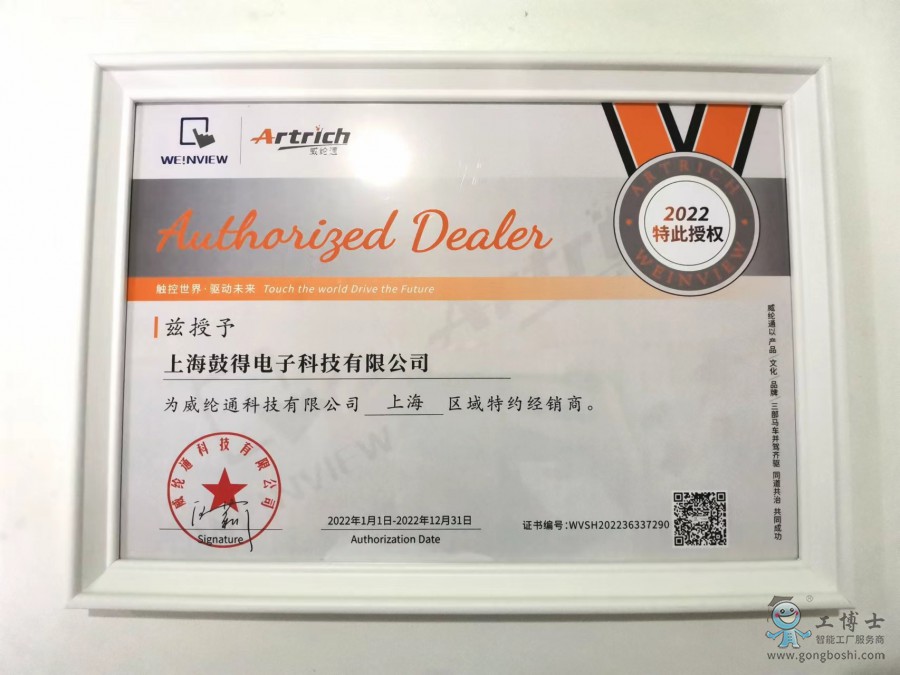 WE!NVIEW
Artrich
威纶通
Authorized Dealer
ARTRICH
2022
特此授权
WEINVIEW
触控世界·驱动未来 Touch the world Drive the Future
兹授予
上海鼓得电子科技有限公司
为威纶通科技有限公司 上海 区域特约经销商。
威纶通以 产品 文化 品牌 三部马车并驾齐驱 同道共治 共同成功
威纶通科技有限公司
Signature
2022年1月1日-2022年12月31日
Authorization Date
证书编号:WVSH202236337290
工博士®
智能工厂服务商
www.gongboshi.com